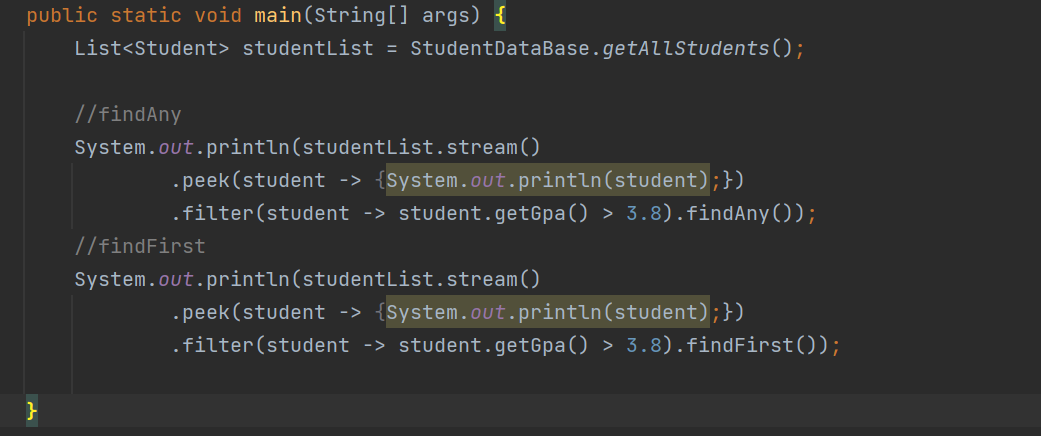 public static void main(String[] args) {
List<Student> studentList = StudentDataBase.getAllStudents();
//findAny
System.out.println(studentList.stream()
.peek(student -> {System.out.println(student);})
.filter(student -> student.getGpa() > 3.8).findAny());
//findFirst
System.out.println(studentList.stream()
.peek(student -> {System.out.println(student);})
.filter(student -> student.getGpa() > 3.8).findFirst());
}